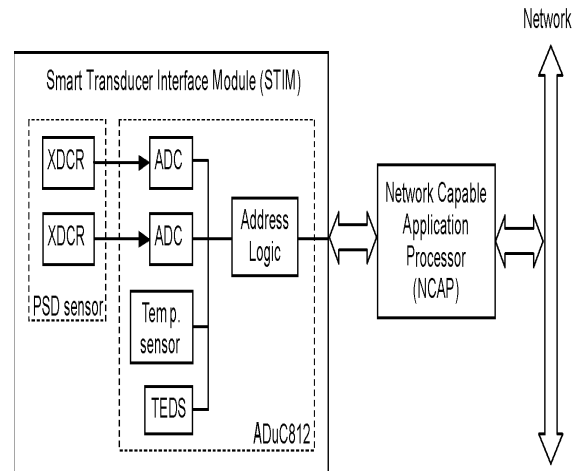 Network
Smart Transducer Interface Module (STIM)
XDCR
ADC
XDCR
ADC
Address
Logic
Network Capable
Application
Processor
(NCAP)
PSD sensor
Temp.
sensor
TEDS
ADuC812